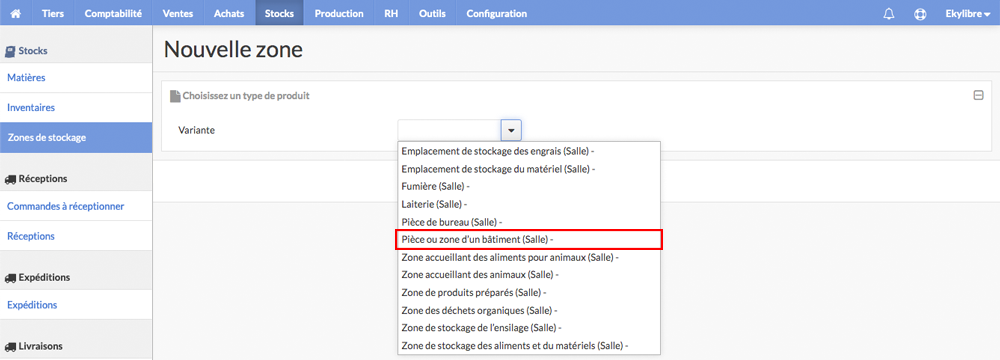 Tiers Comptabilité Ventes Achats Stocks Production RH Outils Configuration Ekylibre
Stocks
Matières
Inventaires
Zones de stockage
Réceptions
Commandes à réceptionner
Réceptions
Expéditions
Expéditions
Livraisons
Nouvelle zone
Choisissez un type de produit
Variante
Emplacement de stockage des engrais (Salle) -
Emplacement de stockage du matériel (Salle) -
Fumière (Salle) -
Laiterie (Salle) -
Pièce de bureau (Salle) -
Pièce ou zone d'un bâtiment (Salle) -
Zone accueillant des aliments pour animaux (Salle) -
Zone accueillant des animaux (Salle) -
Zone de produits préparés (Salle) -
Zone des déchets organiques (Salle) -
Zone de stockage de l'ensilage (Salle) -
Zone de stockage des aliments et du matériels (Salle) -